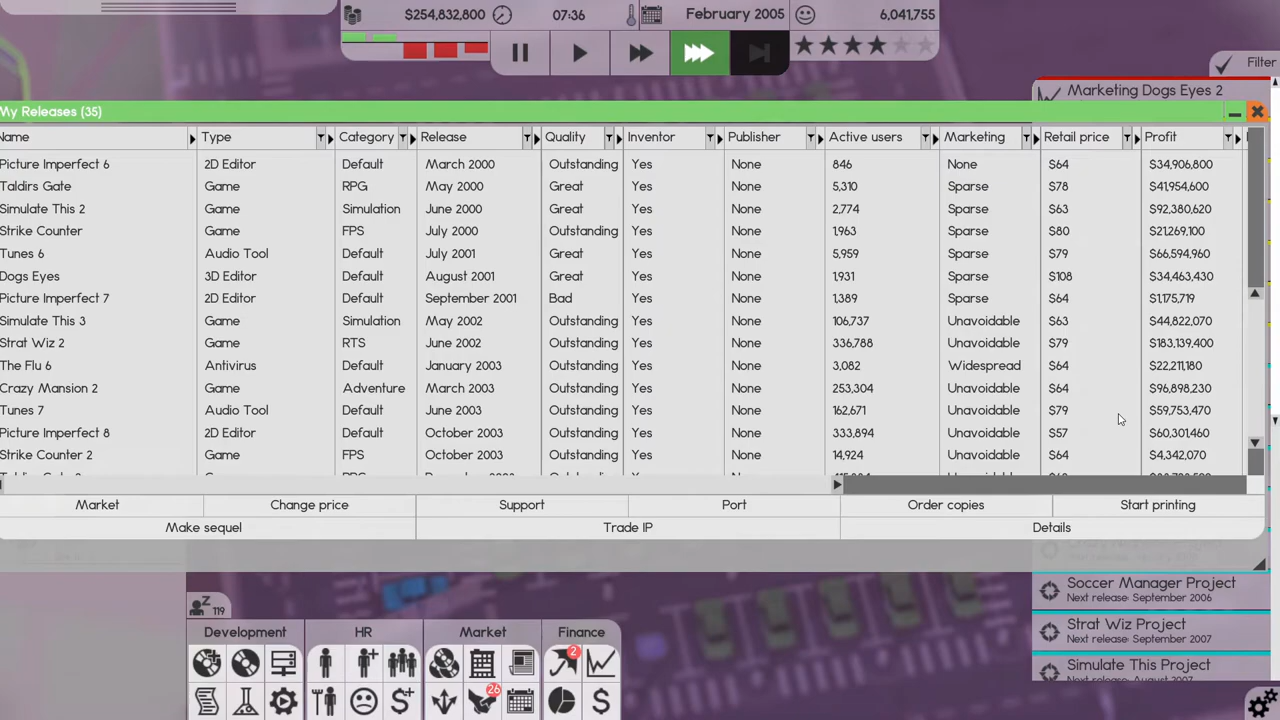 $254,832,800 07:36 February 2005 6,041,755
Filter
Marketing Dogs Eyes 2
My Releases (35)
Name Type Category Release Quality Inventor Publisher Active users Marketing Retail price Profit
Picture Imperfect 6 2D Editor Default March 2000 Outstanding Yes None 846 None $64 $34,906,800
Taldirs Gate Game RPG May 2000 Great Yes None 5,310 Sparse $78 $41,954,600
Simulate This 2 Game Simulation June 2000 Great Yes None 2,774 Sparse $63 $92,380,620
Strike Counter Game FPS July 2000 Outstanding Yes None 1,963 Sparse $80 $21,269,100
Tunes 6 Audio Tool Default July 2001 Great Yes None 5,959 Sparse $79 $66,594,960
Dogs Eyes 3D Editor Default August 2001 Great Yes None 1,931 Sparse $108 $34,463,430
Picture Imperfect 7 2D Editor Default September 2001 Bad Yes None 1,389 Sparse $64 $1,175,719
Simulate This 3 Game Simulation May 2002 Outstanding Yes None 106,737 Unavoidable $63 $44,822,070
Strat Wiz 2 Game RTS June 2002 Outstanding Yes None 336,788 Unavoidable $79 $183,139,400
The Flu 6 Antivirus Default January 2003 Outstanding Yes None 3,082 Widespread $64 $22,211,180
Crazy Mansion 2 Game Adventure March 2003 Outstanding Yes None 253,304 Unavoidable $64 $96,898,230
Tunes 7 Audio Tool Default June 2003 Outstanding Yes None 162,671 Unavoidable $79 $59,753,470
Picture Imperfect 8 2D Editor Default October 2003 Outstanding Yes None 333,894 Unavoidable $57 $60,301,460
Strike Counter 2 Game FPS October 2003 Outstanding Yes None 14,924 Unavoidable $64 $4,342,070
Market Change price Support Port Order copies Start printing
Make sequel Trade IP Details
Soccer Manager Project
Next release: September 2006
Strat Wiz Project
Next release: September 2007
Simulate This Project
Next release: August 2007
Z 119
Development HR Market Finance
2
26